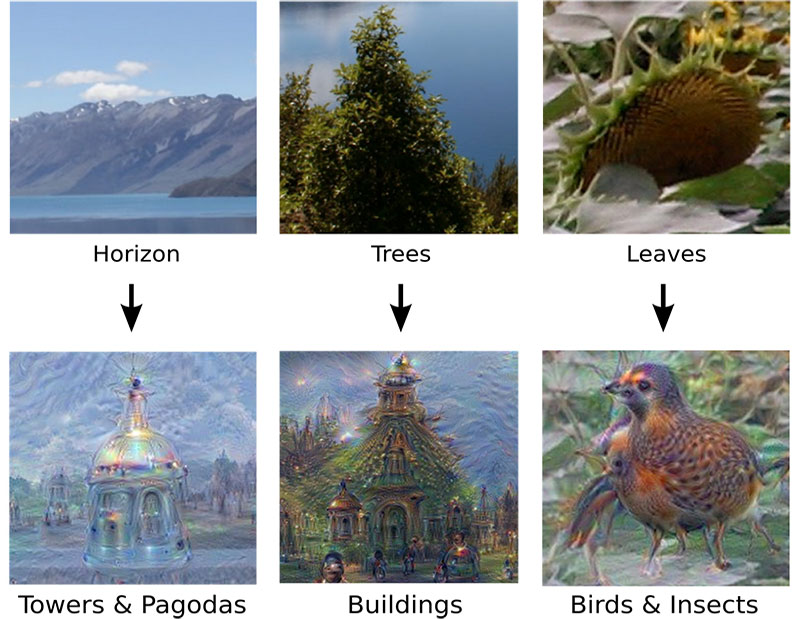 Horizon
Trees
Leaves
Towers & Pagodas
Buildings
Birds & Insects